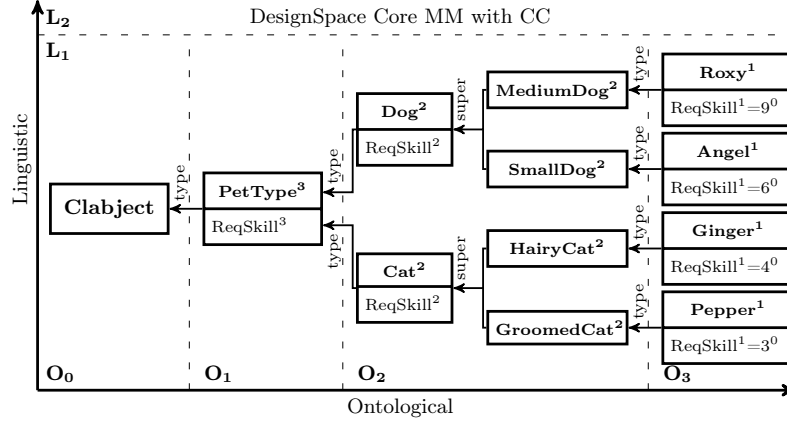 L₂
DesignSpace Core MM with CC
L₁
Linguistic
Clabject
type
PetType³
ReqSkill³
type
type
Dog²
ReqSkill²
Cat²
ReqSkill²
super
super
MediumDog²
SmallDog²
HairyCat²
GroomedCat²
type
type
type
type
Roxy¹
ReqSkill¹=9⁰
Angel¹
ReqSkill¹=6⁰
Ginger¹
ReqSkill¹=4⁰
Pepper¹
ReqSkill¹=3⁰
O₀
O₁
O₂
O₃
Ontological